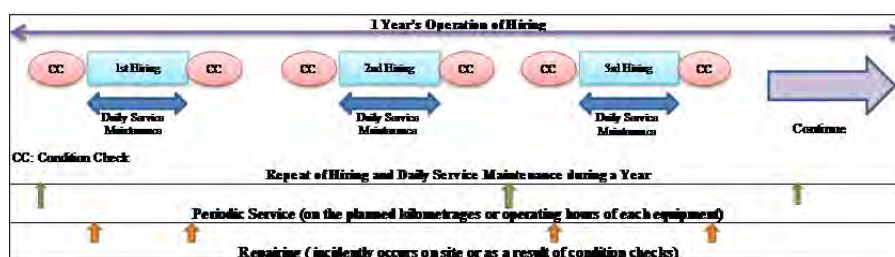 1 Year's Operation of Hiring
CC 1st Hiring CC CC 2nd Hiring CC CC 3rd Hiring CC
Daily Service Daily Service Daily Service
Maintenance Maintenance Maintenance
Continue
CC: Condition Check
Repeat of Hiring and Daily Service Maintenance during a Year
Periodic Service (on the planned kilometrages or operating hours of each equipment)
Repairing ( incidently occurs on site or as a result of condition checks)